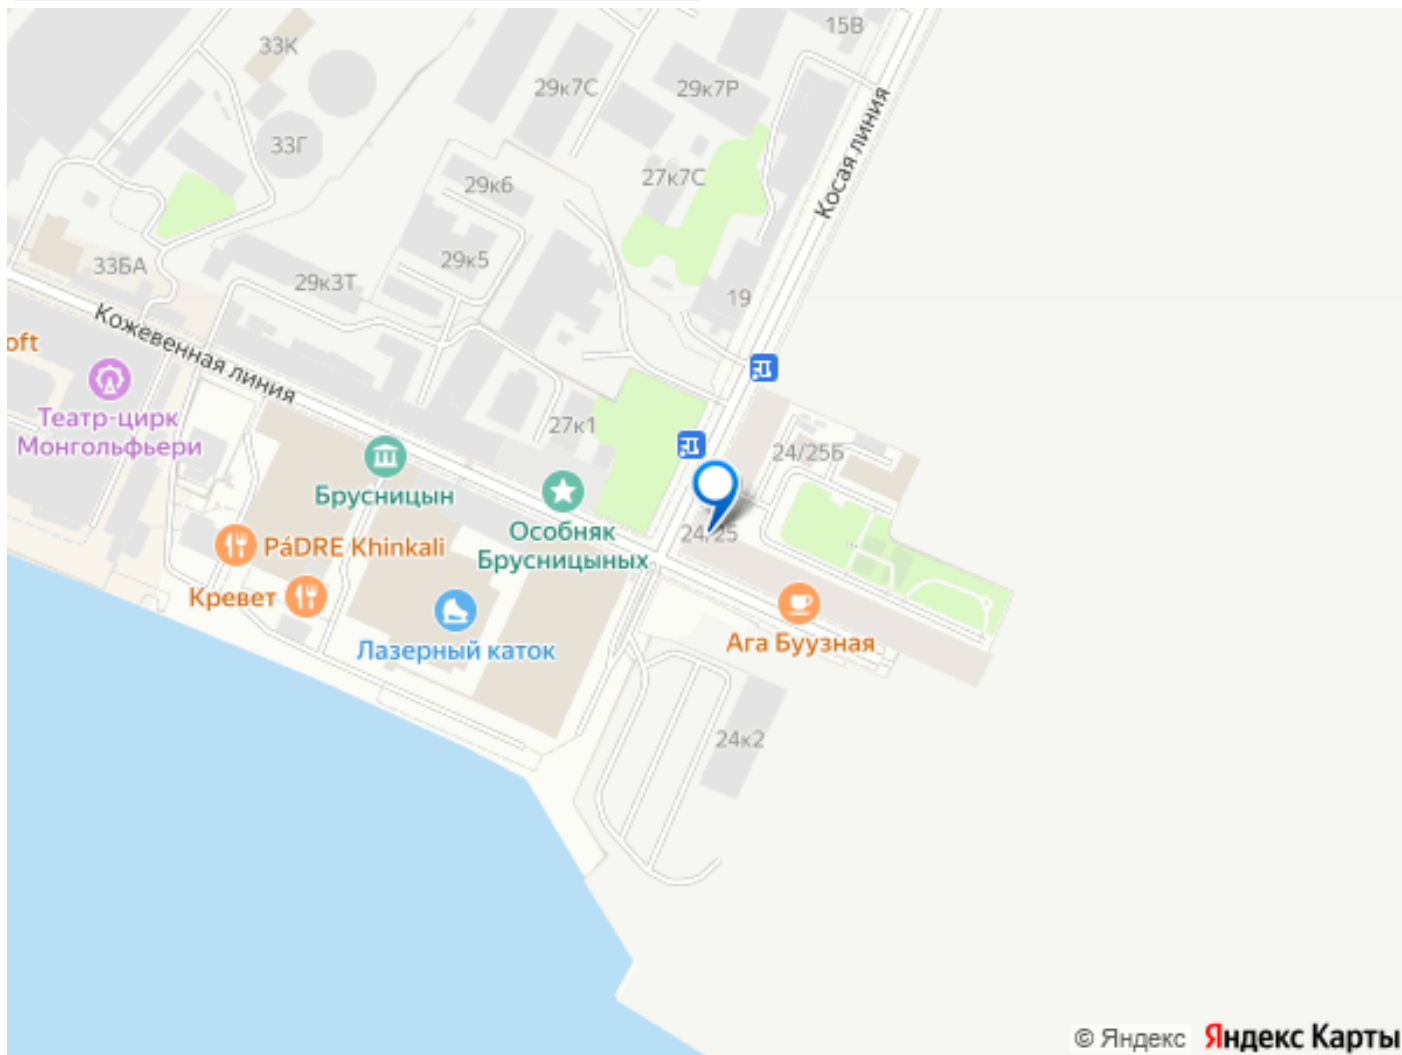 15В
33К
29к7С
29к7Р
33Г
Косая линия
27к7С
29к6
29к5
33БА
29к3Т
19
Кожевенная линия
oft
Театр-цирк
Монгольфьери
27к1
24/25Б
Брусницын
Особняк
Брусницыных
24/25
PáDRE Khinkali
Кревет
Лазерный каток
Ага Буузная
24к2
© Яндекс Яндекс Карты